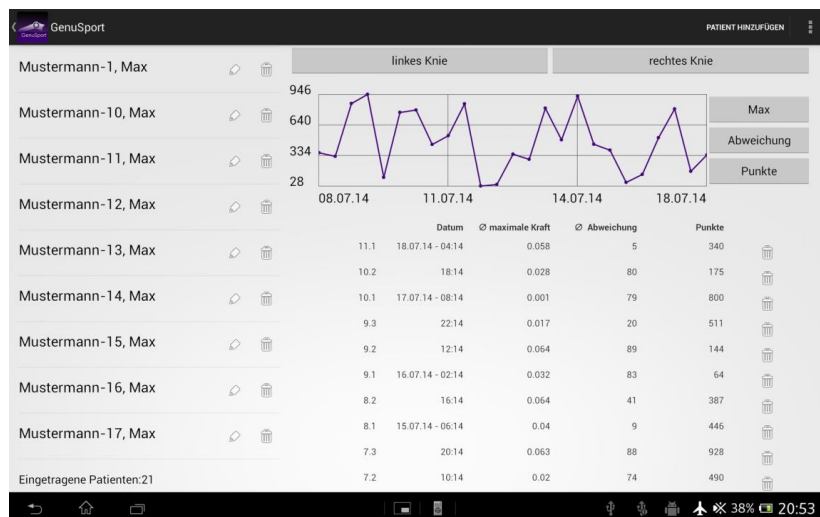 GenuSport
PATIENT HINZUFÜGEN
GenuSport
Mustermann-1, Max
Mustermann-10, Max
Mustermann-11, Max
Mustermann-12, Max
Mustermann-13, Max
Mustermann-14, Max
Mustermann-15, Max
Mustermann-16, Max
Mustermann-17, Max
Eingetragene Patienten:21
linkes Knie rechtes Knie
946
640
334
28
08.07.14 11.07.14 14.07.14 18.07.14
Max
Abweichung
Punkte
Datum Ø maximale Kraft Ø Abweichung Punkte
11.1 18.07.14 - 04:14 0.058 5 340
10.2 18:14 0.028 80 175
10.1 17.07.14 - 08:14 0.001 79 800
9.3 22:14 0.017 20 511
9.2 12:14 0.064 89 144
9.1 16.07.14 - 02:14 0.032 83 64
8.2 16:14 0.064 41 387
8.1 15.07.14 - 06:14 0.04 9 446
7.3 20:14 0.063 88 928
7.2 10:14 0.02 74 490
38% 20:53